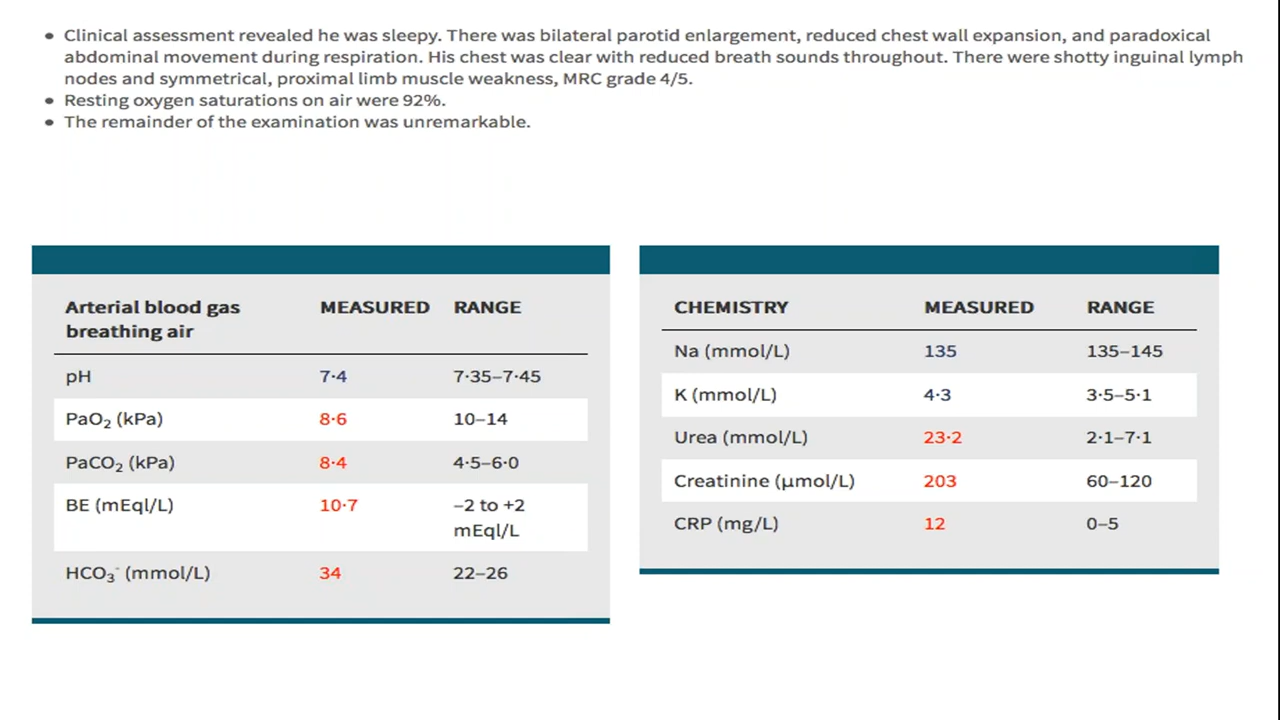 • Clinical assessment revealed he was sleepy. There was bilateral parotid enlargement, reduced chest wall expansion, and paradoxical
abdominal movement during respiration. His chest was clear with reduced breath sounds throughout. There were shotty inguinal lymph
nodes and symmetrical, proximal limb muscle weakness, MRC grade 4/5.
• Resting oxygen saturations on air were 92%.
• The remainder of the examination was unremarkable.
Arterial blood gas MEASURED RANGE
breathing air
pH 7·4 7·35–7·45
PaO₂ (kPa) 8·6 10–14
PaCO₂ (kPa) 8·4 4·5–6·0
BE (mEql/L) 10·7 –2 to +2
mEql/L
HCO₃⁻ (mmol/L) 34 22–26
CHEMISTRY MEASURED RANGE
Na (mmol/L) 135 135–145
K (mmol/L) 4·3 3·5–5·1
Urea (mmol/L) 23·2 2·1–7·1
Creatinine (μmol/L) 203 60–120
CRP (mg/L) 12 0–5